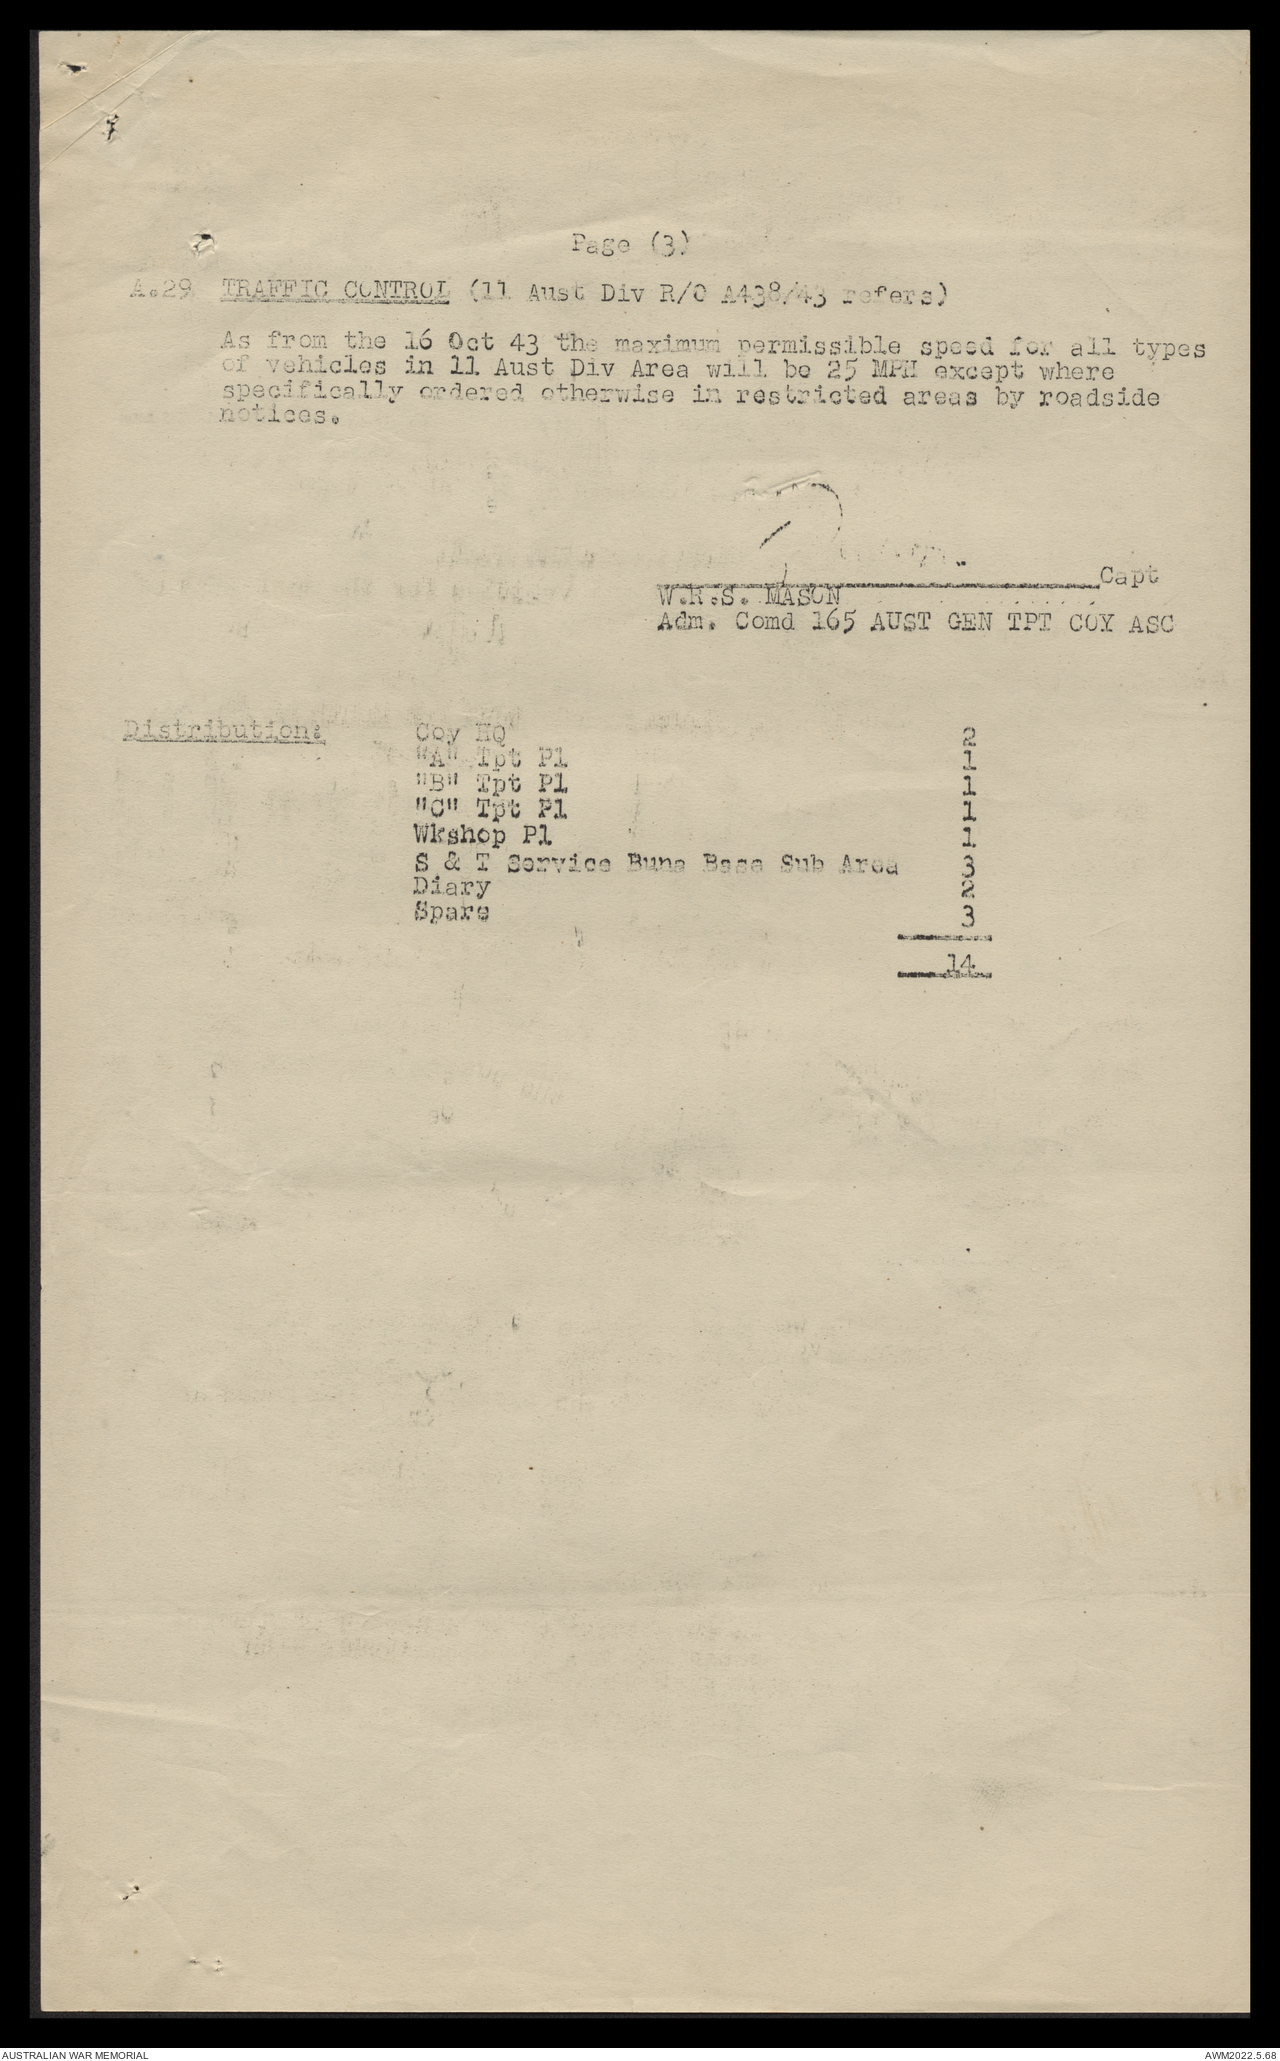 Page (3)
A.29 TRAFFIC CONTROL (11 Aust Div R/O A438/43 refers)
As from the 16 Oct 43 the maximum permissible speed for all types
of vehicles in 11 Aust Div Area will be 25 MPH except where
specifically ordered otherwise in restricted areas by roadside
notices.
Capt
W.R.S. MASON
Adm. Comd 165 AUST GEN TPT COY ASC
Distribution: Coy HQ 2
"A" Tpt Pl 1
"B" Tpt Pl 1
"C" Tpt Pl 1
Wkshop Pl 1
S & T Service Buna Base Sub Area 3
Diary 2
Spare 3
14
AUSTRALIAN WAR MEMORIAL AWM2022.5.68